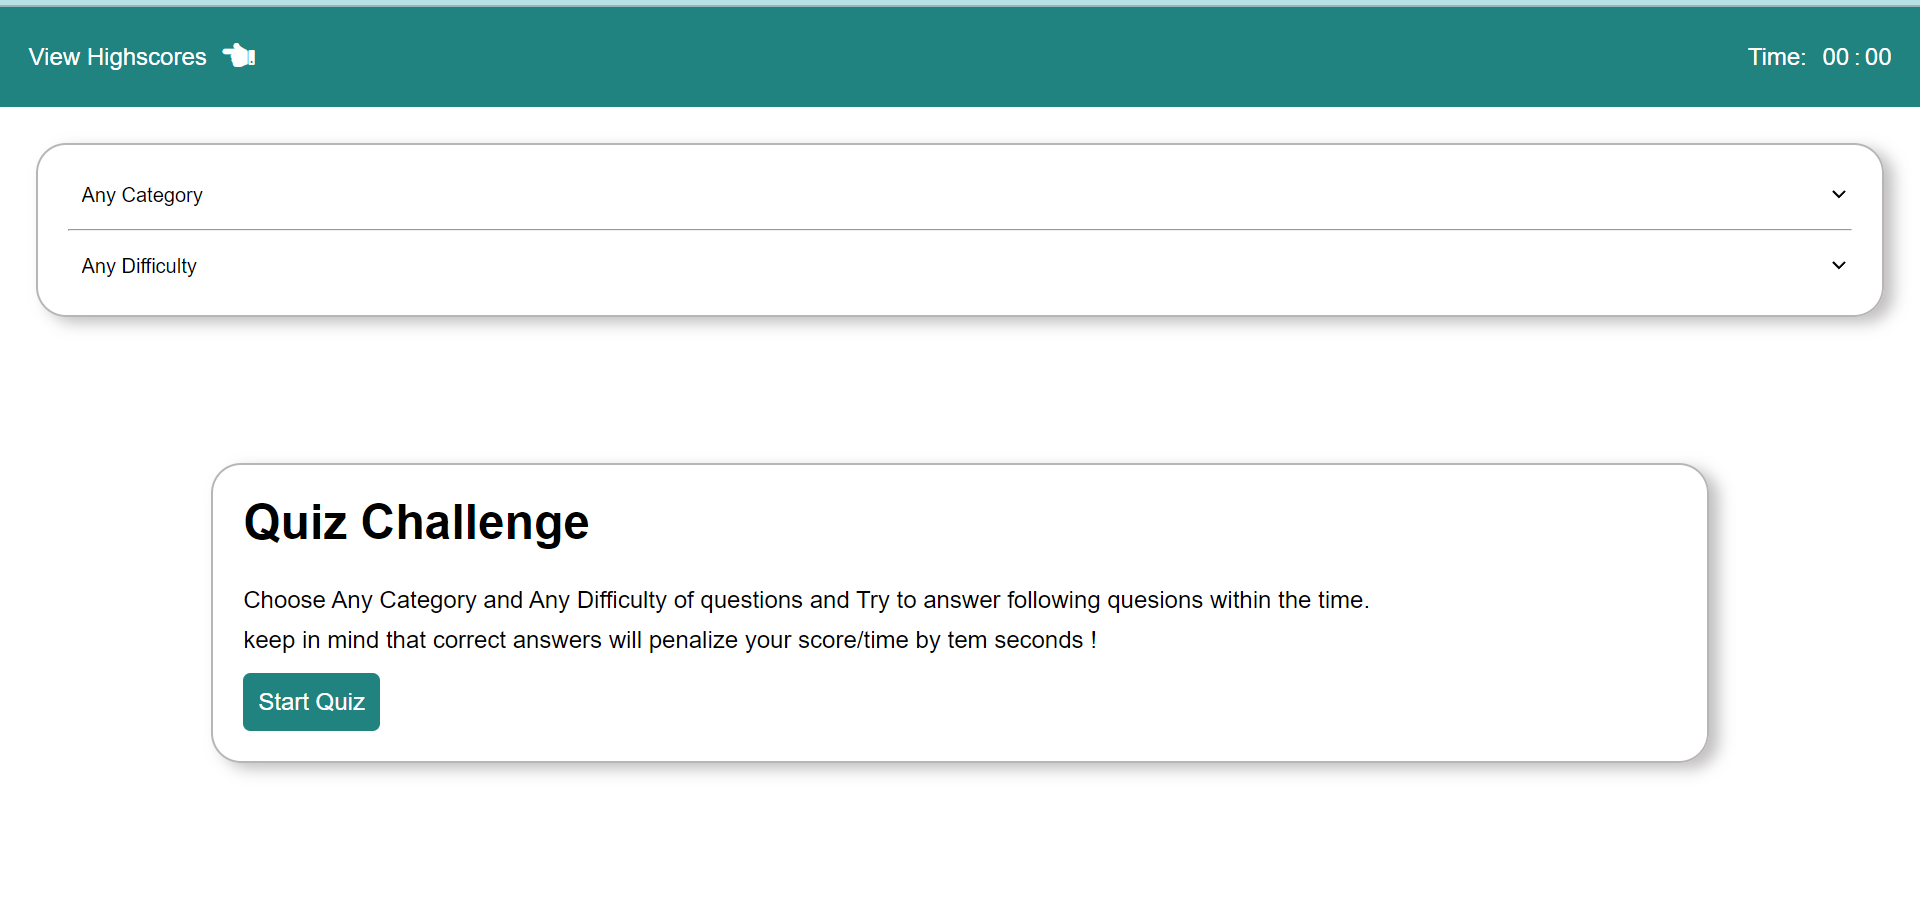 View Highscores
Time: 00 : 00
Any Category
Any Difficulty
Quiz Challenge
Choose Any Category and Any Difficulty of questions and Try to answer following quesions within the time.
keep in mind that correct answers will penalize your score/time by tem seconds !
Start Quiz